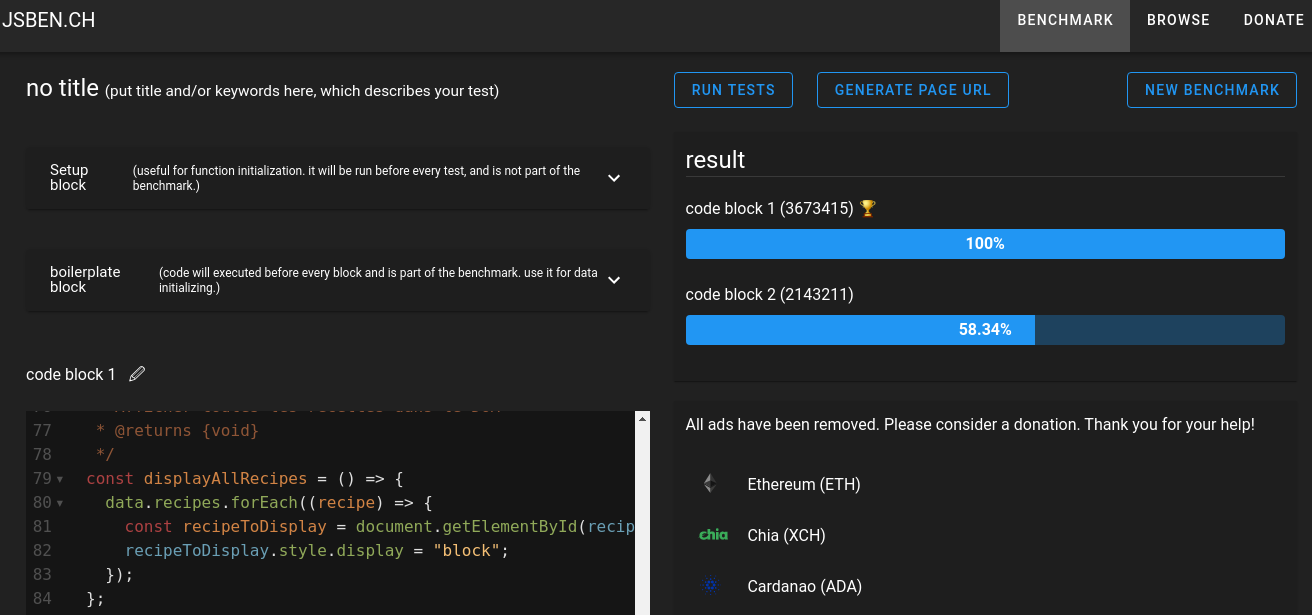 JSBEN.CH
BENCHMARK
BROWSE
DONATE
no title (put title and/or keywords here, which describes your test)
RUN TESTS
GENERATE PAGE URL
NEW BENCHMARK
Setup block
(useful for function initialization. it will be run before every test, and is not part of the
benchmark.)
boilerplate block
(code will executed before every block and is part of the benchmark. use it for data
initializing.)
code block 1
77 * @returns {void}
78 */
79 const displayAllRecipes = () => {
80 data.recipes.forEach((recipe) => {
81 const recipeToDisplay = document.getElementById(recip
82 recipeToDisplay.style.display = "block";
83 });
84 };
result
code block 1 (3673415) 🏆
100%
code block 2 (2143211)
58.34%
All ads have been removed. Please consider a donation. Thank you for your help!
Ethereum (ETH)
chia
Chia (XCH)
Cardanao (ADA)